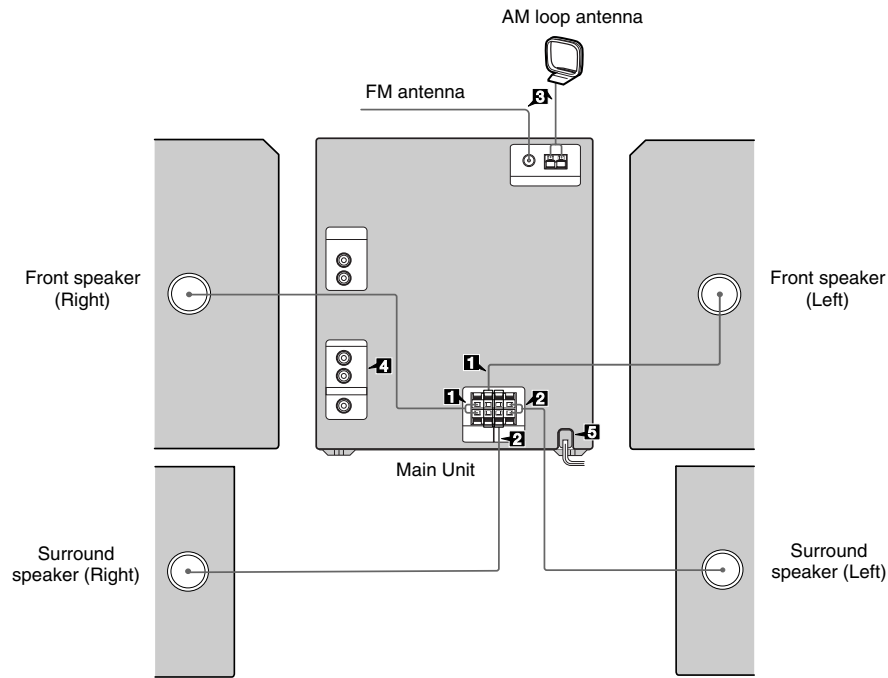 AM loop antenna
FM antenna
3
Front speaker
(Right)
Front speaker
(Left)
4
1
1
2
2
5
Main Unit
Surround
speaker (Right)
Surround
speaker (Left)